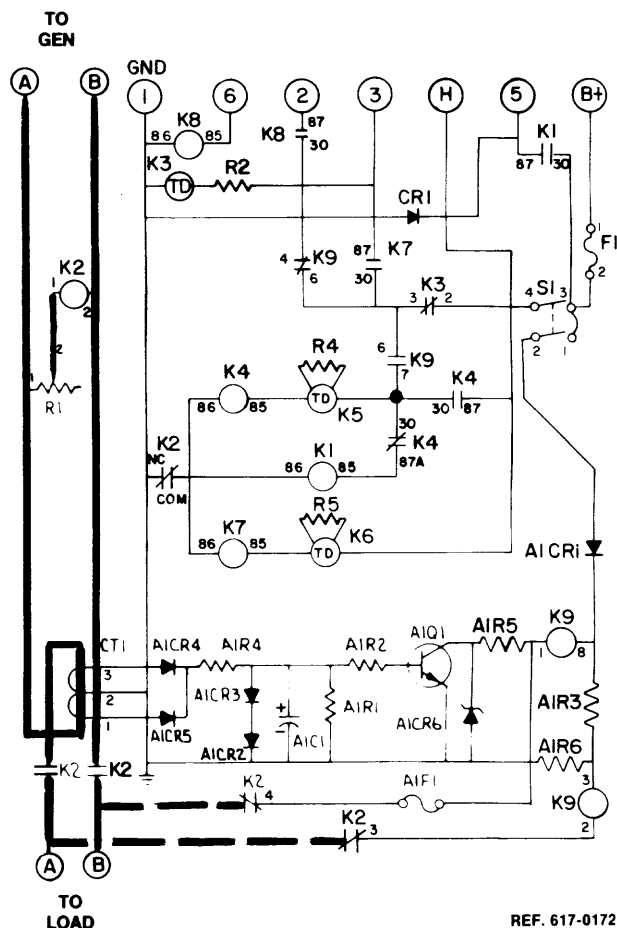 TO
GEN
A
B
GND
1
6
2
3
H
5
B+
K8
86
85
K8
87
30
K1
87
30
K3
TD
R2
CR1
F1
1
2
4
K9
6
87
K7
30
K3
3
2
S1
4
3
2
1
1
K2
2
2
1
R1
6
K9
7
R4
K4
86
85
TD
K5
K4
30
87
30
K4
87A
K2
NC
COM
K1
86
85
R5
K7
86
85
TD
K6
A1CR1
CT1
3
2
1
A1CR4
A1R4
A1CR3
A1CR5
A1CR2
A1C1
+
-
A1R1
A1R2
A1Q1
A1CR6
A1R5
K9
1
8
A1R3
A1R6
3
K9
2
K2
K2
K2
4
A1F1
K2
3
A
B
TO
LOAD
REF. 617-0172